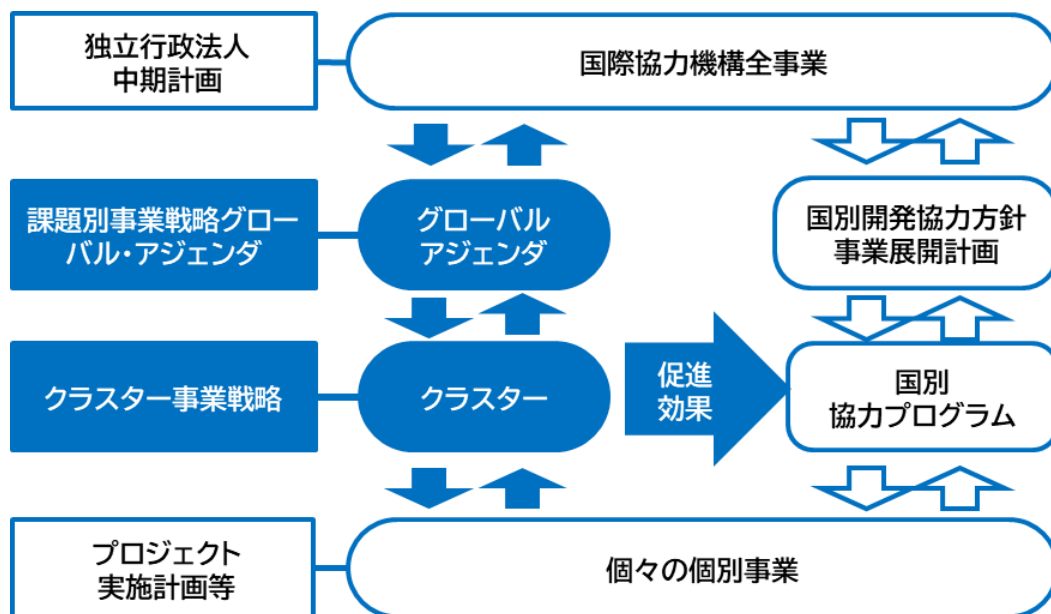 独立行政法人
中期計画
国際協力機構全事業
課題別事業戦略グロー
バル・アジェンダ
グローバル
アジェンダ
国別開発協力方針
事業展開計画
クラスター事業戦略
クラスター
促進
効果
国別
協力プログラム
プロジェクト
実施計画等
個々の個別事業